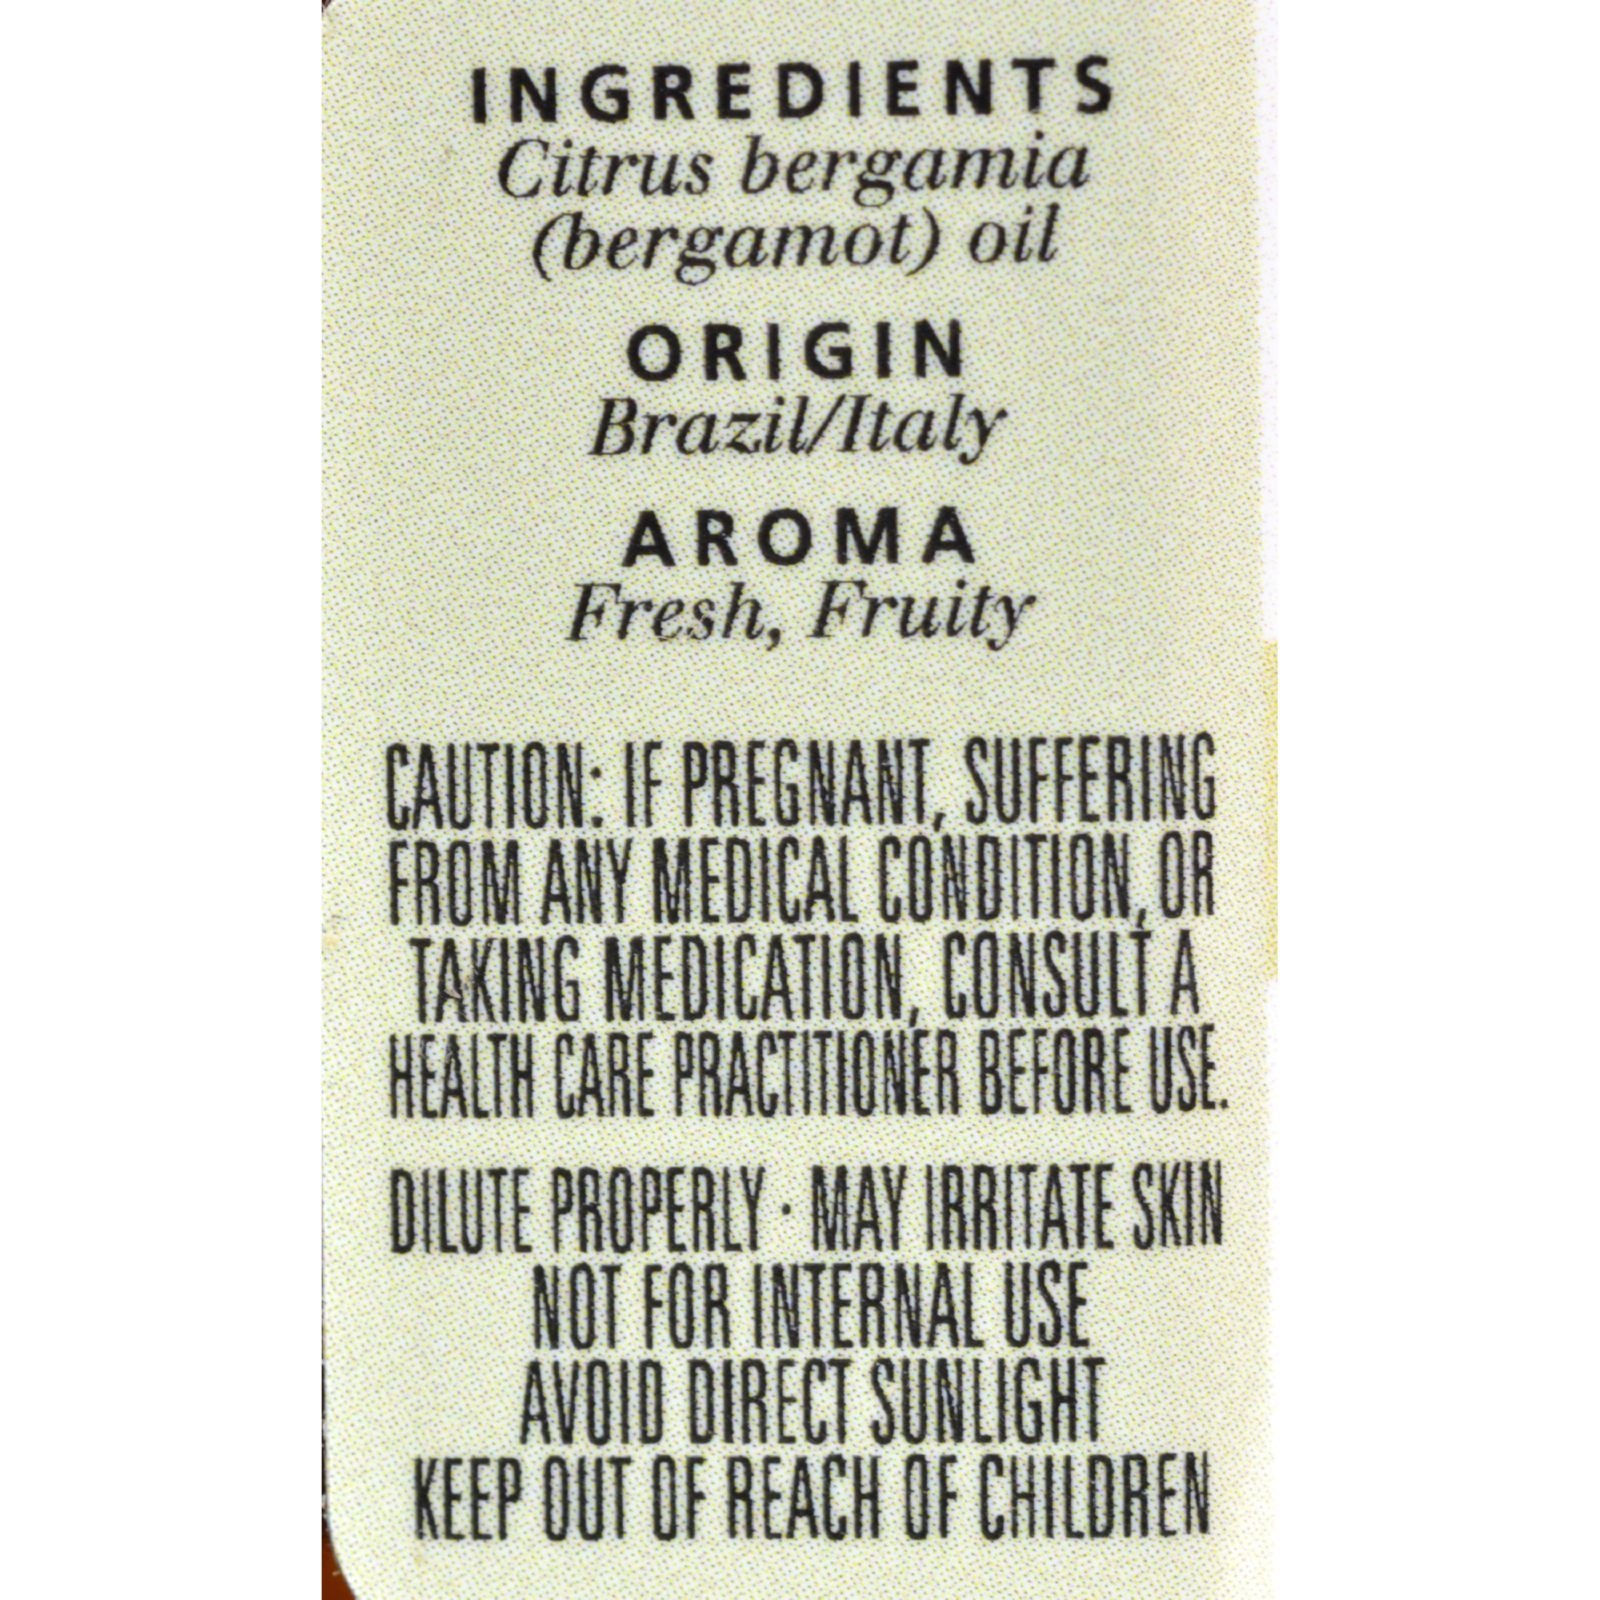 INGREDIENTS
Citrus bergamia
(bergamot) oil
ORIGIN
Brazil/Italy
AROMA
Fresh, Fruity
CAUTION: IF PREGNANT, SUFFERING
FROM ANY MEDICAL CONDITION, OR
TAKING MEDICATION, CONSULT A
HEALTH CARE PRACTITIONER BEFORE USE.
DILUTE PROPERLY · MAY IRRITATE SKIN
NOT FOR INTERNAL USE
AVOID DIRECT SUNLIGHT
KEEP OUT OF REACH OF CHILDREN